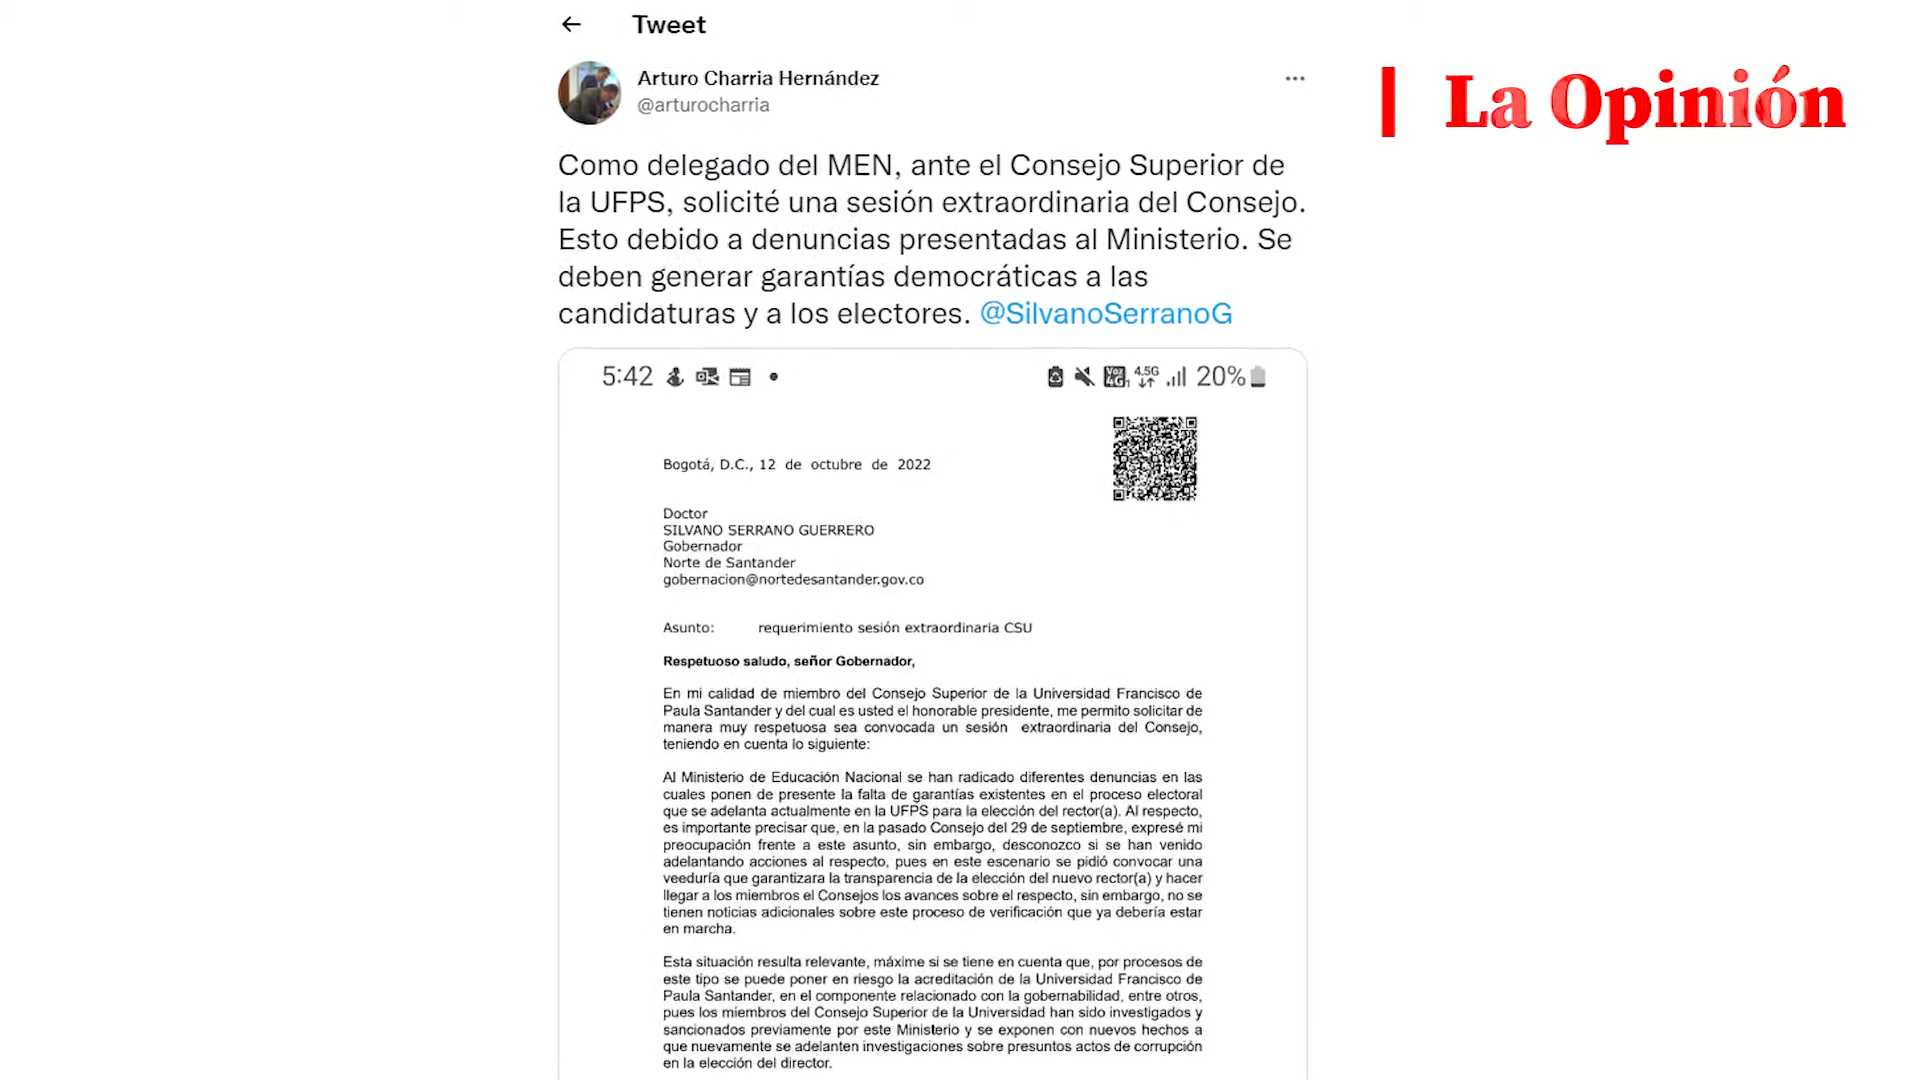 Tweet
Arturo Charria Hernández
@arturocharria
La Opinión
Como delegado del MEN, ante el Consejo Superior de
la UFPS, solicité una sesión extraordinaria del Consejo.
Esto debido a denuncias presentadas al Ministerio. Se
deben generar garantías democráticas a las
candidaturas y a los electores. @SilvanoSerranoG
5:42 4.5G 20%
Bogotá, D.C., 12 de octubre de 2022
Doctor
SILVANO SERRANO GUERRERO
Gobernador
Norte de Santander
gobernacion@nortedesantander.gov.co
Asunto: requerimiento sesión extraordinaria CSU
Respetuoso saludo, señor Gobernador,
En mi calidad de miembro del Consejo Superior de la Universidad Francisco de
Paula Santander y del cual es usted el honorable presidente, me permito solicitar de
manera muy respetuosa sea convocada un sesión extraordinaria del Consejo,
teniendo en cuenta lo siguiente:
Al Ministerio de Educación Nacional se han radicado diferentes denuncias en las
cuales ponen de presente la falta de garantías existentes en el proceso electoral
que se adelanta actualmente en la UFPS para la elección del rector(a). Al respecto,
es importante precisar que, en la pasado Consejo del 29 de septiembre, expresé mi
preocupación frente a este asunto, sin embargo, desconozco si se han venido
adelantando acciones al respecto, pues en este escenario se pidió convocar una
veeduría que garantizara la transparencia de la elección del nuevo rector(a) y hacer
llegar a los miembros el Consejos los avances sobre el respecto, sin embargo, no se
tienen noticias adicionales sobre este proceso de verificación que ya debería estar
en marcha.
Esta situación resulta relevante, máxime si se tiene en cuenta que, por procesos de
este tipo se puede poner en riesgo la acreditación de la Universidad Francisco de
Paula Santander, en el componente relacionado con la gobernabilidad, entre otros,
pues los miembros del Consejo Superior de la Universidad han sido investigados y
sancionados previamente por este Ministerio y se exponen con nuevos hechos a
que nuevamente se adelanten investigaciones sobre presuntos actos de corrupción
en la elección del director.